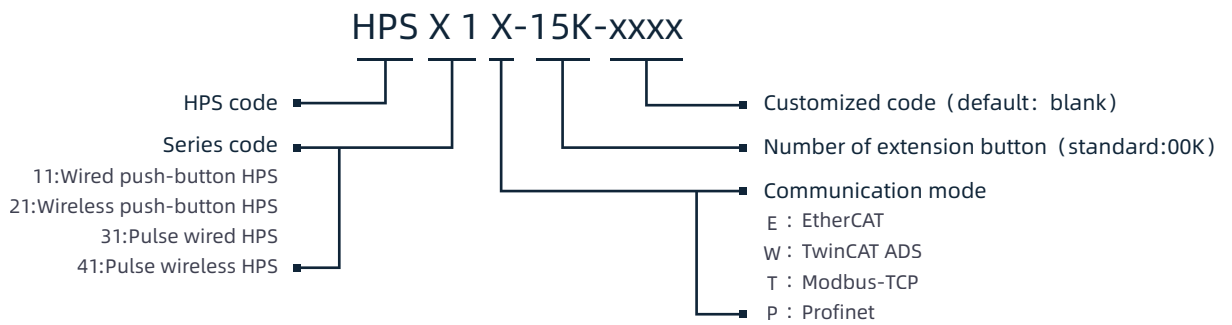 HPS X 1 X-15K-xxxx
HPS code
Series code
11:Wired push-button HPS
21:Wireless push-button HPS
31:Pulse wired HPS
41:Pulse wireless HPS
Customized code（default：blank）
Number of extension button（standard:00K）
Communication mode
E：EtherCAT
W：TwinCAT ADS
T：Modbus-TCP
P：Profinet